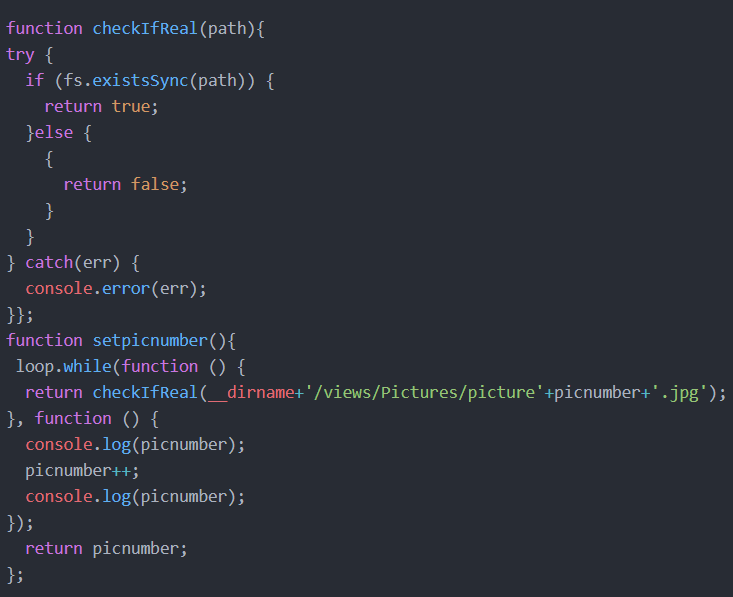 function checkIfReal(path){
try {
  if (fs.existsSync(path)) {
    return true;
  }else {
    {
      return false;
    }
  }
} catch(err) {
  console.error(err);
}};
function setpicnumber(){
 loop.while(function () {
  return checkIfReal(__dirname+'/views/Pictures/picture'+picnumber+'.jpg');
}, function () {
  console.log(picnumber);
  picnumber++;
  console.log(picnumber);
});
  return picnumber;
};